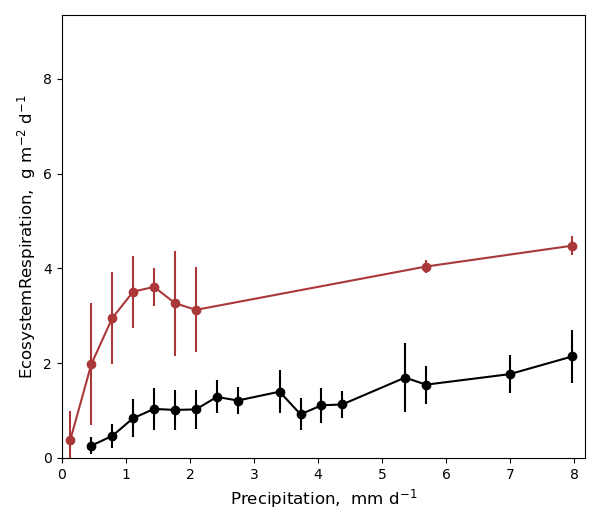 8
6
4
2
0
0 1 2 3 4 5 6 7 8
EcosystemRespiration, g m⁻² d⁻¹
Precipitation, mm d⁻¹